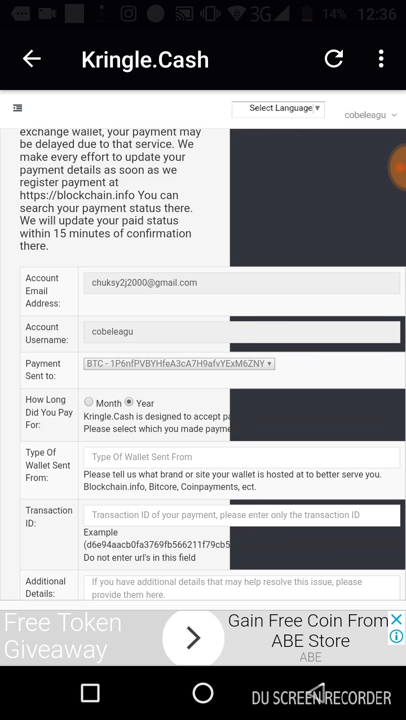 3G 14% 12:36
Kringle.Cash
Select Language ▼
cobeleagu
exchange wallet, your payment may
be delayed due to that service. We
make every effort to update your
payment details as soon as we
register payment at
https://blockchain.info You can
search your payment status there.
We will update your paid status
within 15 minutes of confirmation
there.
Account Email Address:
chuksy2j2000@gmail.com
Account Username:
cobeleagu
Payment Sent to:
BTC - 1P6nfPVBYHfeA3cA7H9afvYExM6ZNY
How Long Did You Pay For:
Month Year
Kringle.Cash is designed to accept pa
Please select which you made payme
Type Of Wallet Sent From:
Type Of Wallet Sent From
Please tell us what brand or site your wallet is hosted at to better serve you.
Blockchain.info, Bitcore, Coinpayments, ect.
Transaction ID:
Transaction ID of your payment, please enter only the transaction ID
Example
(d6e94aacb0fa3769fb566211f79cb5
Do not enter url's in this field
Additional Details:
If you have additional details that may help resolve this issue, please
provide them here.
Free Token
Giveaway
Gain Free Coin From
ABE Store
ABE
DU SCREEN RECORDER